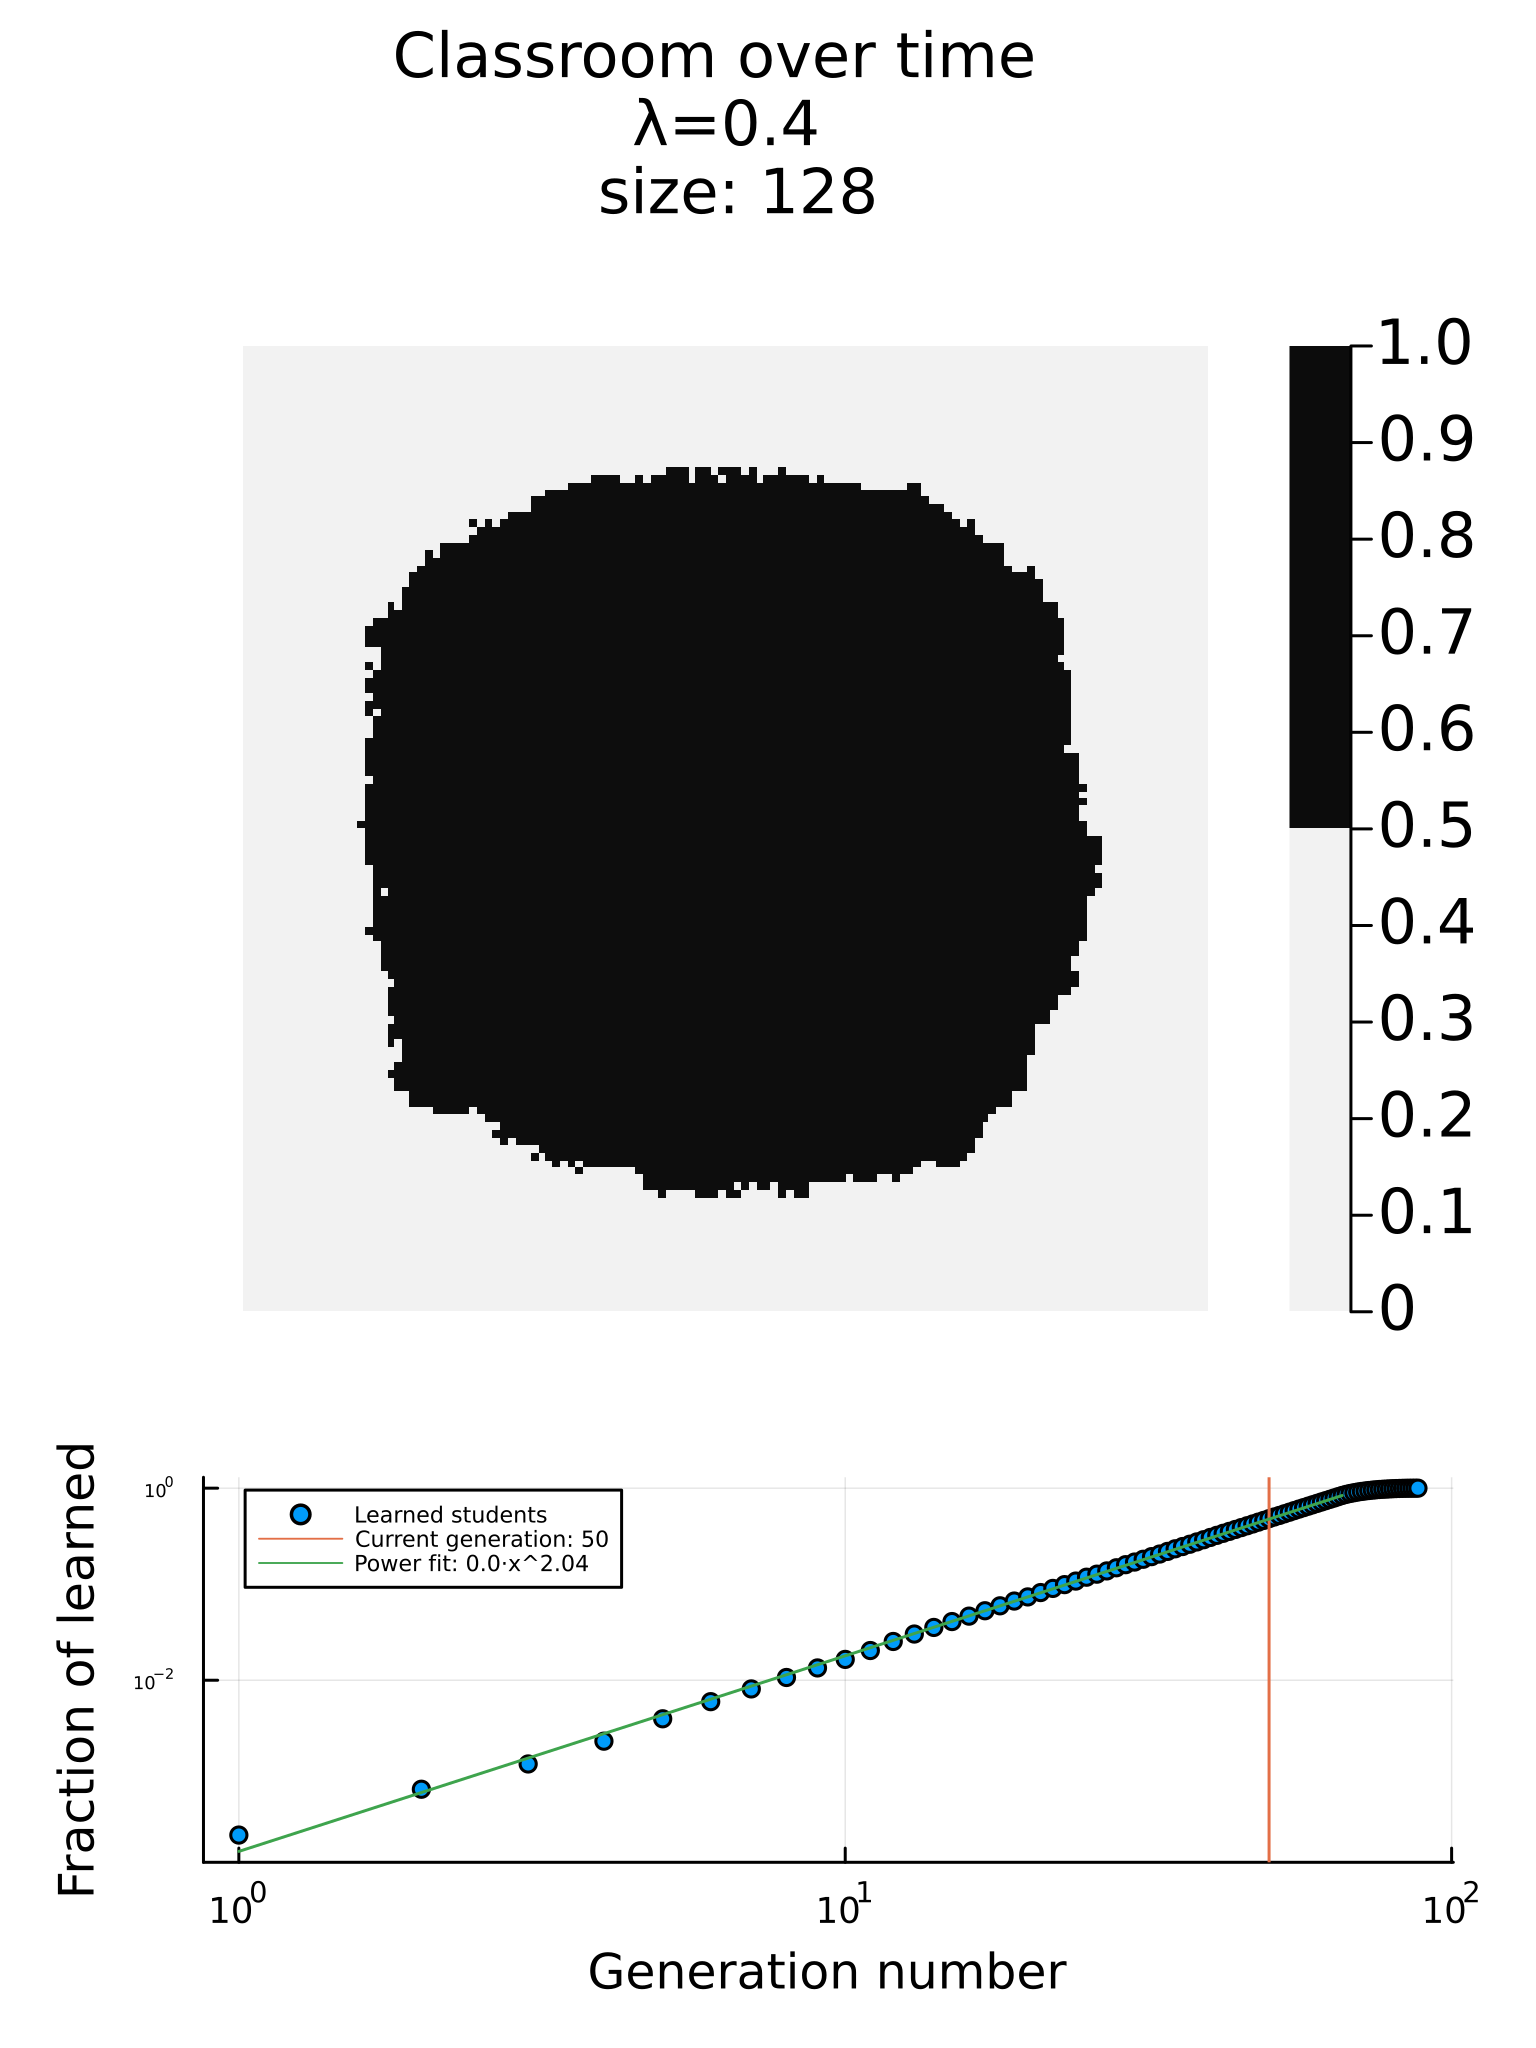 Classroom over time
λ=0.4
size: 128
1.0
0.9
0.8
0.7
0.6
0.5
0.4
0.3
0.2
0.1
0
Fraction of learned
10^0
10^−2
Learned students
Current generation: 50
Power fit: 0.0·x^2.04
10^0
10^1
10^2
Generation number